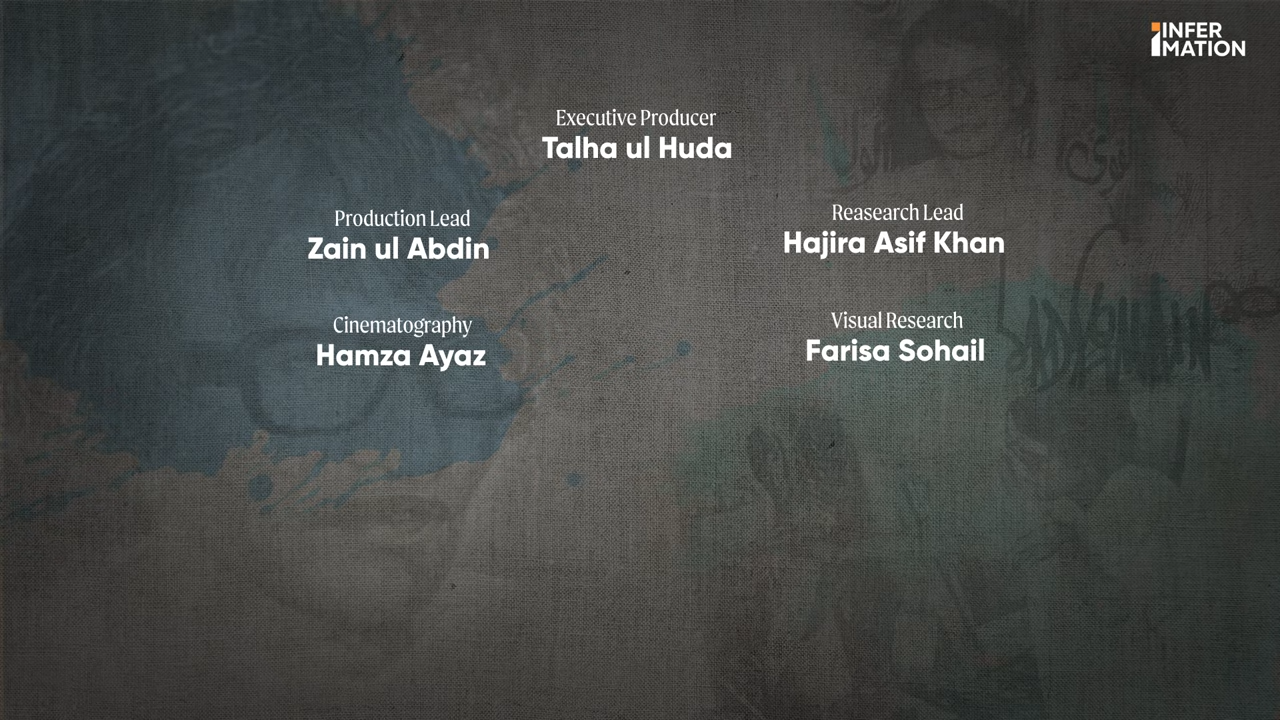 INFER
MATION
Executive Producer
Talha ul Huda
Production Lead
Zain ul Abdin
Reasearch Lead
Hajira Asif Khan
Cinematography
Hamza Ayaz
Visual Research
Farisa Sohail